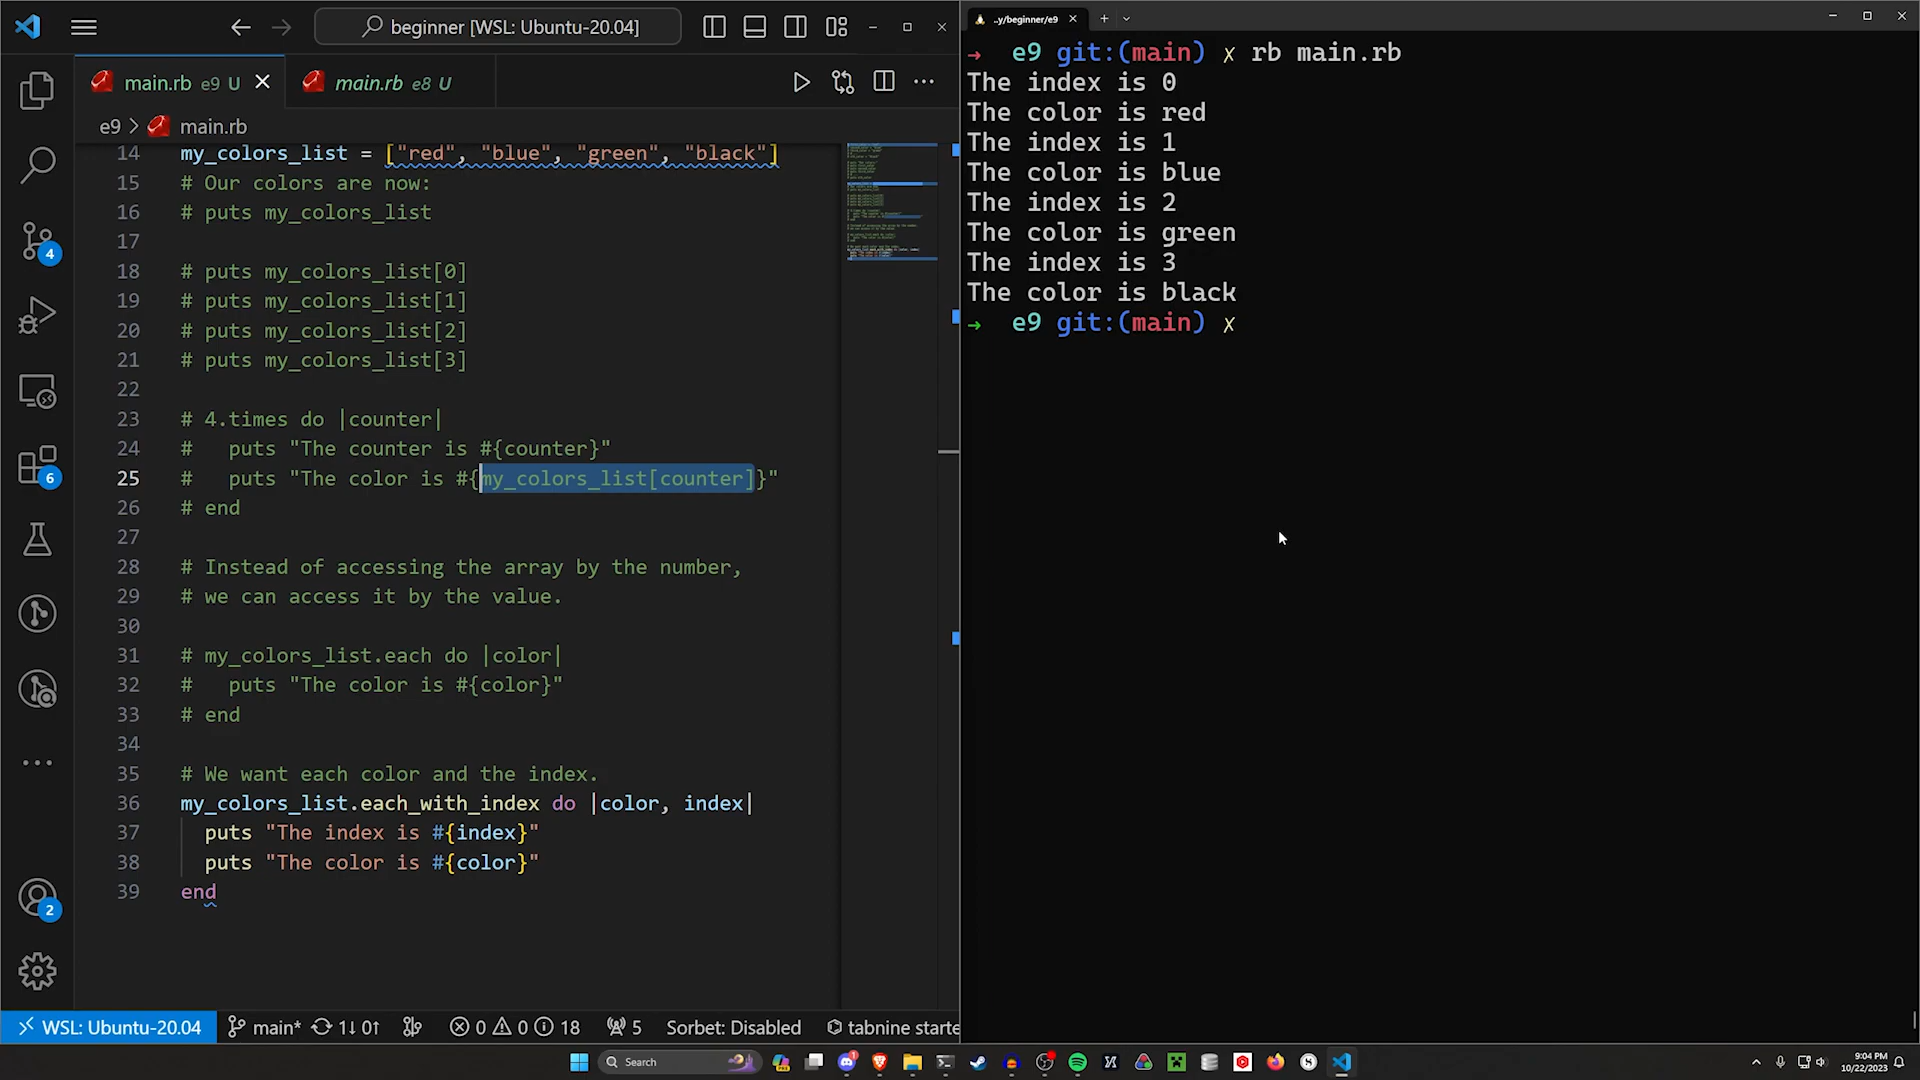 beginner [WSL: Ubuntu-20.04]
main.rb e9 U
main.rb e8 U
e9 > main.rb
14 my_colors_list = ["red", "blue", "green", "black"]
15 # Our colors are now:
16 # puts my_colors_list
17
18 # puts my_colors_list[0]
19 # puts my_colors_list[1]
20 # puts my_colors_list[2]
21 # puts my_colors_list[3]
22
23 # 4.times do |counter|
24 #   puts "The counter is #{counter}"
25 #   puts "The color is #{my_colors_list[counter]}"
26 # end
27
28 # Instead of accessing the array by the number,
29 # we can access it by the value.
30
31 # my_colors_list.each do |color|
32 #   puts "The color is #{color}"
33 # end
34
35 # We want each color and the index.
36 my_colors_list.each_with_index do |color, index|
37   puts "The index is #{index}"
38   puts "The color is #{color}"
39 end
4
6
2
WSL: Ubuntu-20.04 main* 1↓ 0↑ 0 0 18 5 Sorbet: Disabled tabnine starte
..y/beginner/e9
→ e9 git:(main) x rb main.rb
The index is 0
The color is red
The index is 1
The color is blue
The index is 2
The color is green
The index is 3
The color is black
→ e9 git:(main) x
Search
9:04 PM
10/22/2023